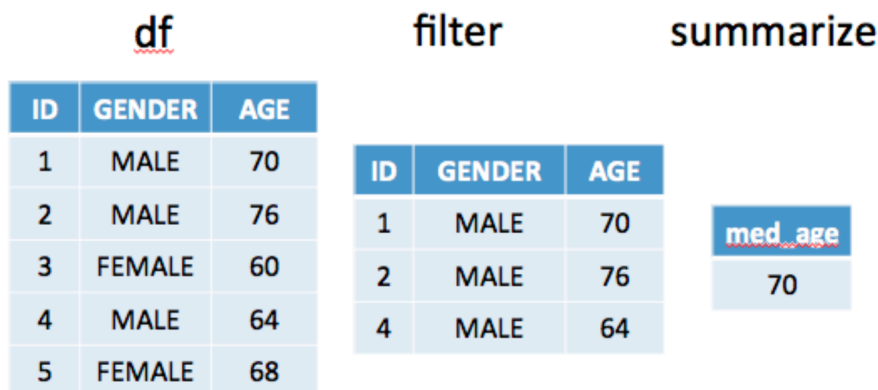 df
filter
summarize
ID GENDER AGE
1 MALE 70
2 MALE 76
3 FEMALE 60
4 MALE 64
5 FEMALE 68
ID GENDER AGE
1 MALE 70
2 MALE 76
4 MALE 64
med_age
70